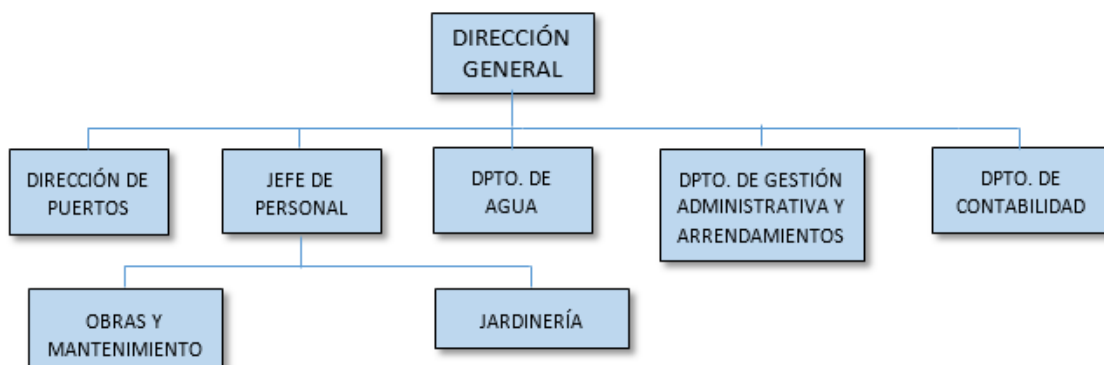 DIRECCIÓN
GENERAL
DIRECCIÓN DE
PUERTOS
JEFE DE
PERSONAL
DPTO. DE
AGUA
DPTO. DE GESTIÓN
ADMINISTRATIVA Y
ARRENDAMIENTOS
DPTO. DE
CONTABILIDAD
OBRAS Y
MANTENIMIENTO
JARDINERÍA